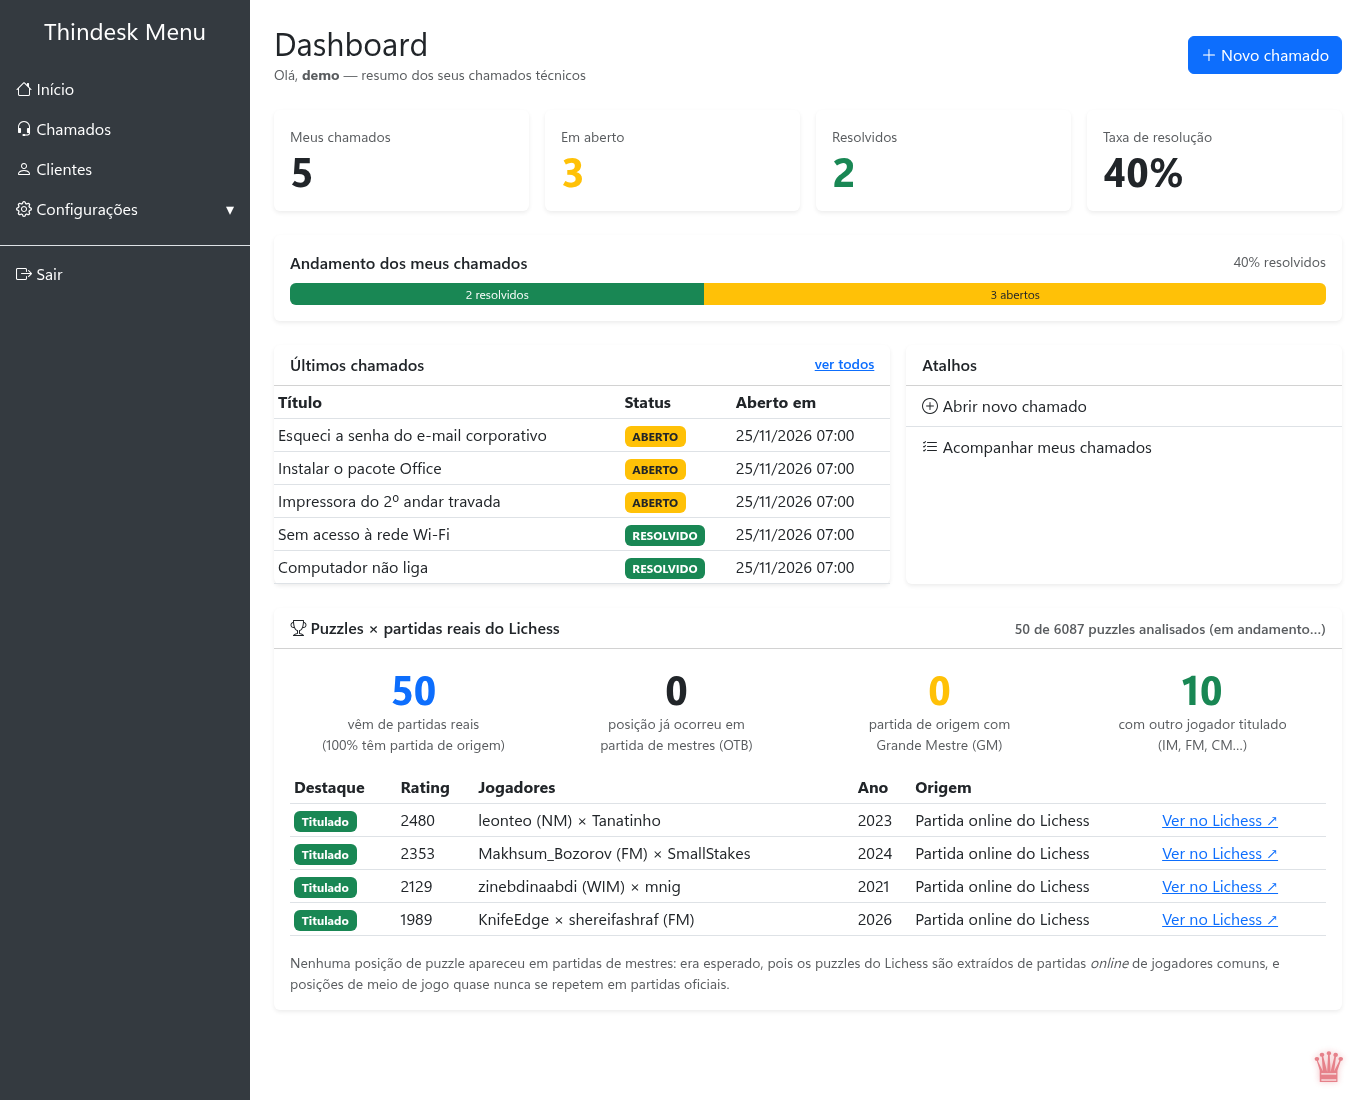 Thindesk Menu
Início
Chamados
Clientes
Configurações ▾
Sair
Dashboard
Olá, demo — resumo dos seus chamados técnicos
+ Novo chamado
Meus chamados
5
Em aberto
3
Resolvidos
2
Taxa de resolução
40%
Andamento dos meus chamados
40% resolvidos
2 resolvidos
3 abertos
Últimos chamados
ver todos
Título Status Aberto em
Esqueci a senha do e-mail corporativo ABERTO 25/11/2026 07:00
Instalar o pacote Office ABERTO 25/11/2026 07:00
Impressora do 2º andar travada ABERTO 25/11/2026 07:00
Sem acesso à rede Wi-Fi RESOLVIDO 25/11/2026 07:00
Computador não liga RESOLVIDO 25/11/2026 07:00
Atalhos
Abrir novo chamado
Acompanhar meus chamados
Puzzles × partidas reais do Lichess
50 de 6087 puzzles analisados (em andamento...)
50
vêm de partidas reais
(100% têm partida de origem)
0
posição já ocorreu em
partida de mestres (OTB)
0
partida de origem com
Grande Mestre (GM)
10
com outro jogador titulado
(IM, FM, CM...)
Destaque Rating Jogadores Ano Origem
Titulado 2480 leonteo (NM) × Tanatinho 2023 Partida online do Lichess Ver no Lichess ↗
Titulado 2353 Makhsum_Bozorov (FM) × SmallStakes 2024 Partida online do Lichess Ver no Lichess ↗
Titulado 2129 zinebdinaabdi (WIM) × mnig 2021 Partida online do Lichess Ver no Lichess ↗
Titulado 1989 KnifeEdge × shereifashraf (FM) 2026 Partida online do Lichess Ver no Lichess ↗
Nenhuma posição de puzzle apareceu em partidas de mestres: era esperado, pois os puzzles do Lichess são extraídos de partidas online de jogadores comuns, e
posições de meio de jogo quase nunca se repetem em partidas oficiais.